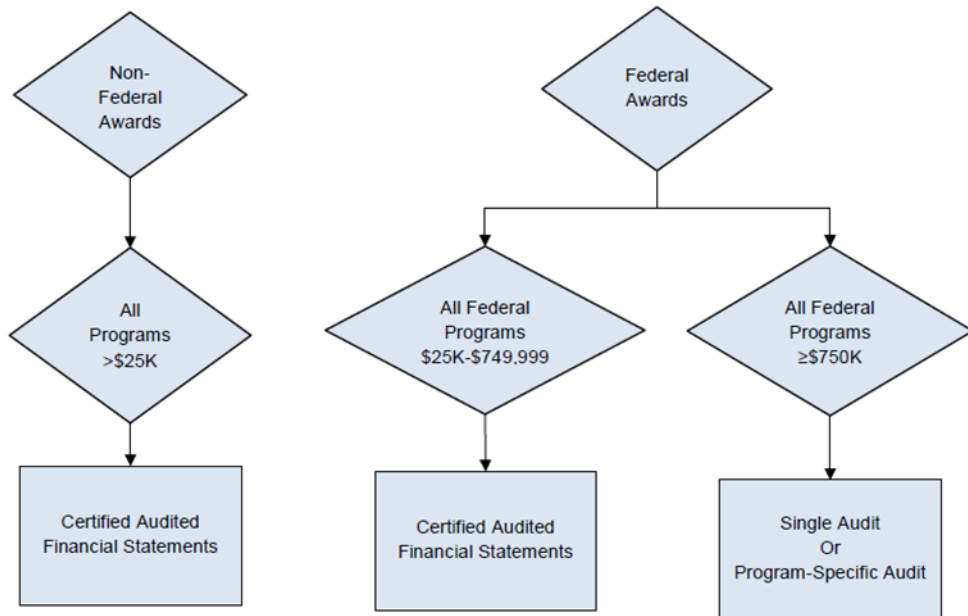 Non-
Federal
Awards
Federal
Awards
All
Programs
>$25K
All Federal
Programs
$25K-$749,999
All Federal
Programs
≥$750K
Certified Audited
Financial Statements
Certified Audited
Financial Statements
Single Audit
Or
Program-Specific Audit